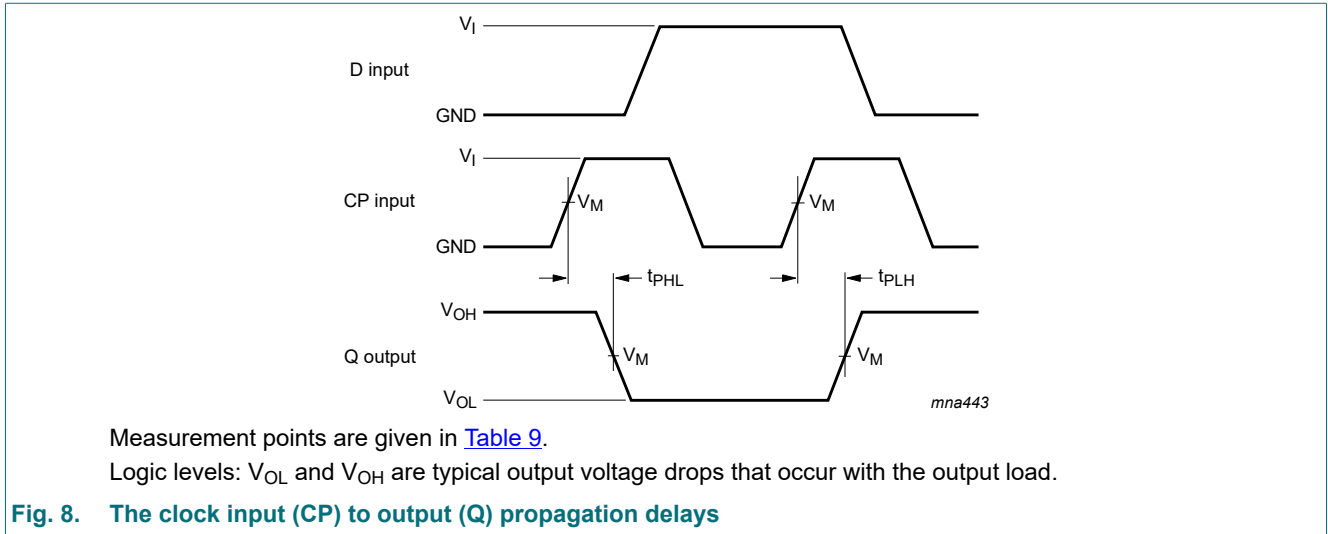 V_I
D input
GND
V_I
CP input
V_M
V_M
GND
t_PHL
t_PLH
V_OH
Q output
V_M
V_M
V_OL
mna443
Measurement points are given in Table 9.
Logic levels: V_OL and V_OH are typical output voltage drops that occur with the output load.
Fig. 8. The clock input (CP) to output (Q) propagation delays